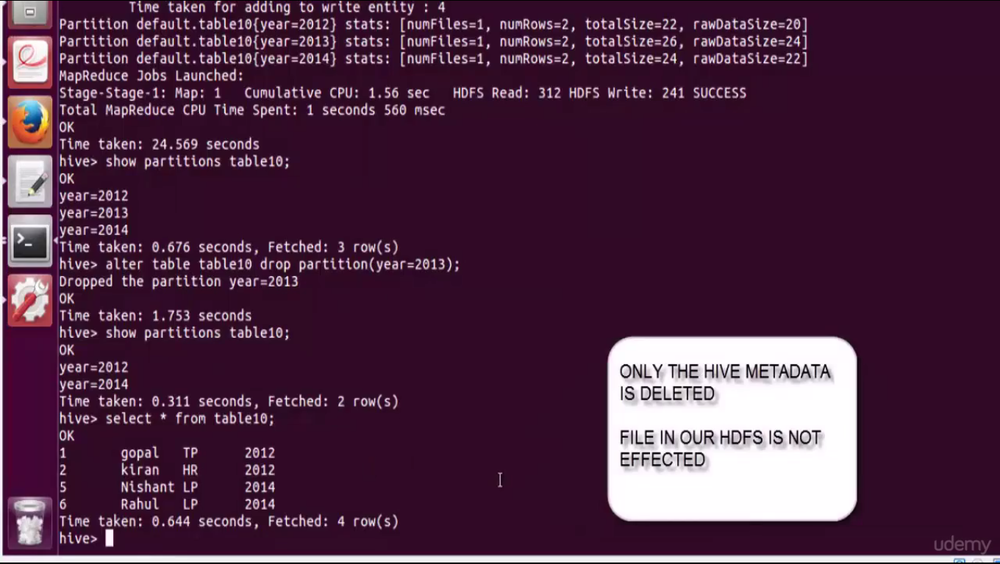 Time taken for adding to write entity : 4
Partition default.table10{year=2012} stats: [numFiles=1, numRows=2, totalSize=22, rawDataSize=20]
Partition default.table10{year=2013} stats: [numFiles=1, numRows=2, totalSize=26, rawDataSize=24]
Partition default.table10{year=2014} stats: [numFiles=1, numRows=2, totalSize=24, rawDataSize=22]
MapReduce Jobs Launched:
Stage-Stage-1: Map: 1   Cumulative CPU: 1.56 sec   HDFS Read: 312 HDFS Write: 241 SUCCESS
Total MapReduce CPU Time Spent: 1 seconds 560 msec
OK
Time taken: 24.569 seconds
hive> show partitions table10;
OK
year=2012
year=2013
year=2014
Time taken: 0.676 seconds, Fetched: 3 row(s)
hive> alter table table10 drop partition(year=2013);
Dropped the partition year=2013
OK
Time taken: 1.753 seconds
hive> show partitions table10;
OK
year=2012
year=2014
Time taken: 0.311 seconds, Fetched: 2 row(s)
hive> select * from table10;
OK
1 gopal TP 2012
2 kiran HR 2012
5 Nishant LP 2014
6 Rahul LP 2014
Time taken: 0.644 seconds, Fetched: 4 row(s)
hive>
ONLY THE HIVE METADATA
IS DELETED
FILE IN OUR HDFS IS NOT
EFFECTED
udemy